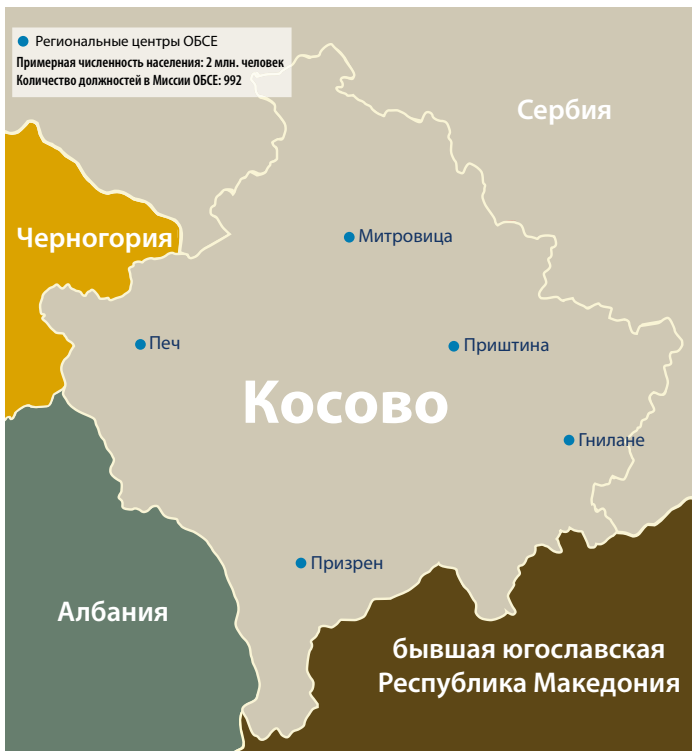 Региональные центры ОБСЕ
Примерная численность населения: 2 млн. человек
Количество должностей в Миссии ОБСЕ: 992
Сербия
Черногория
Митровица
Печ
Приштина
Косово
Гнилане
Призрен
Албания
бывшая югославская
Республика Македония